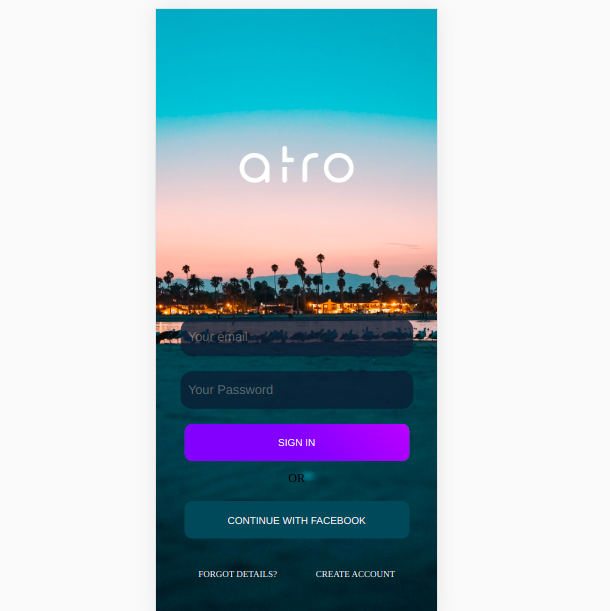 atro
Your email
Your Password
SIGN IN
OR
CONTINUE WITH FACEBOOK
FORGOT DETAILS? CREATE ACCOUNT